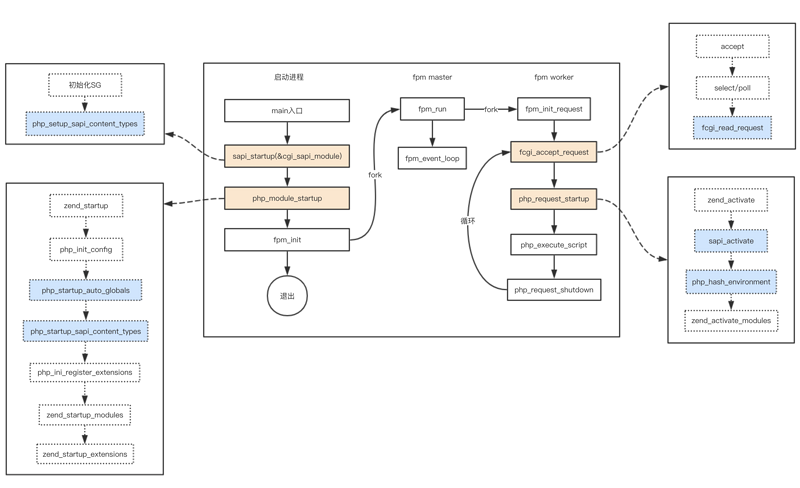 初始化SG
php_setup_sapi_content_types
zend_startup
php_init_config
php_startup_auto_globals
php_startup_sapi_content_types
php_ini_register_extensions
zend_startup_modules
zend_startup_extensions
启动进程
main入口
sapi_startup(&cgi_sapi_module)
php_module_startup
fpm_init
退出
fork
fpm master
fpm_run
fpm_event_loop
fork
fpm worker
fpm_init_request
fcgi_accept_request
php_request_startup
php_execute_script
php_request_shutdown
循环
accept
select/poll
fcgi_read_request
zend_activate
sapi_activate
php_hash_environment
zend_activate_modules